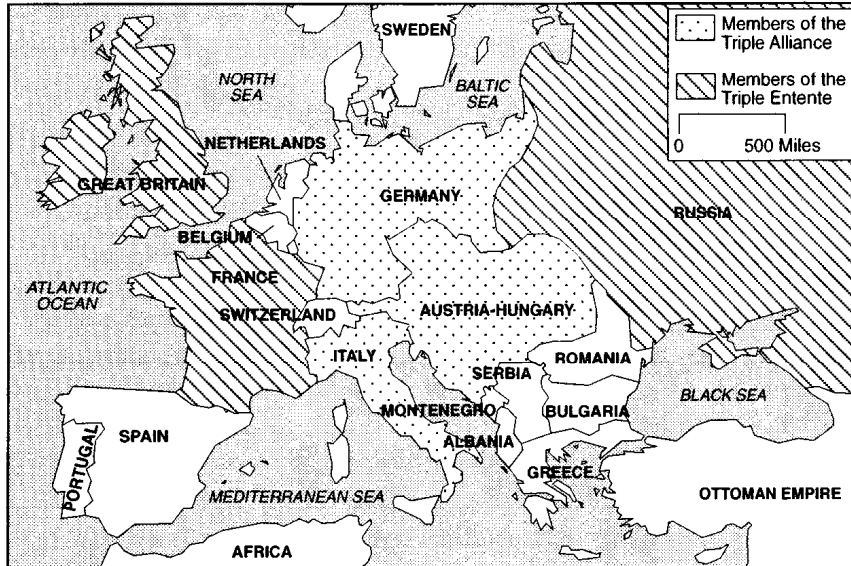 SWEDEN
Members of the
Triple Alliance
Members of the
Triple Entente
0 500 Miles
NORTH
SEA
BALTIC
SEA
NETHERLANDS
GREAT BRITAIN
GERMANY
RUSSIA
BELGIUM
FRANCE
ATLANTIC
OCEAN
SWITZERLAND
AUSTRIA-HUNGARY
ITALY
ROMANIA
SERBIA
BLACK SEA
MONTENEGRO
BULGARIA
SPAIN
PORTUGAL
ALBANIA
GREECE
MEDITERRANEAN SEA
OTTOMAN EMPIRE
AFRICA